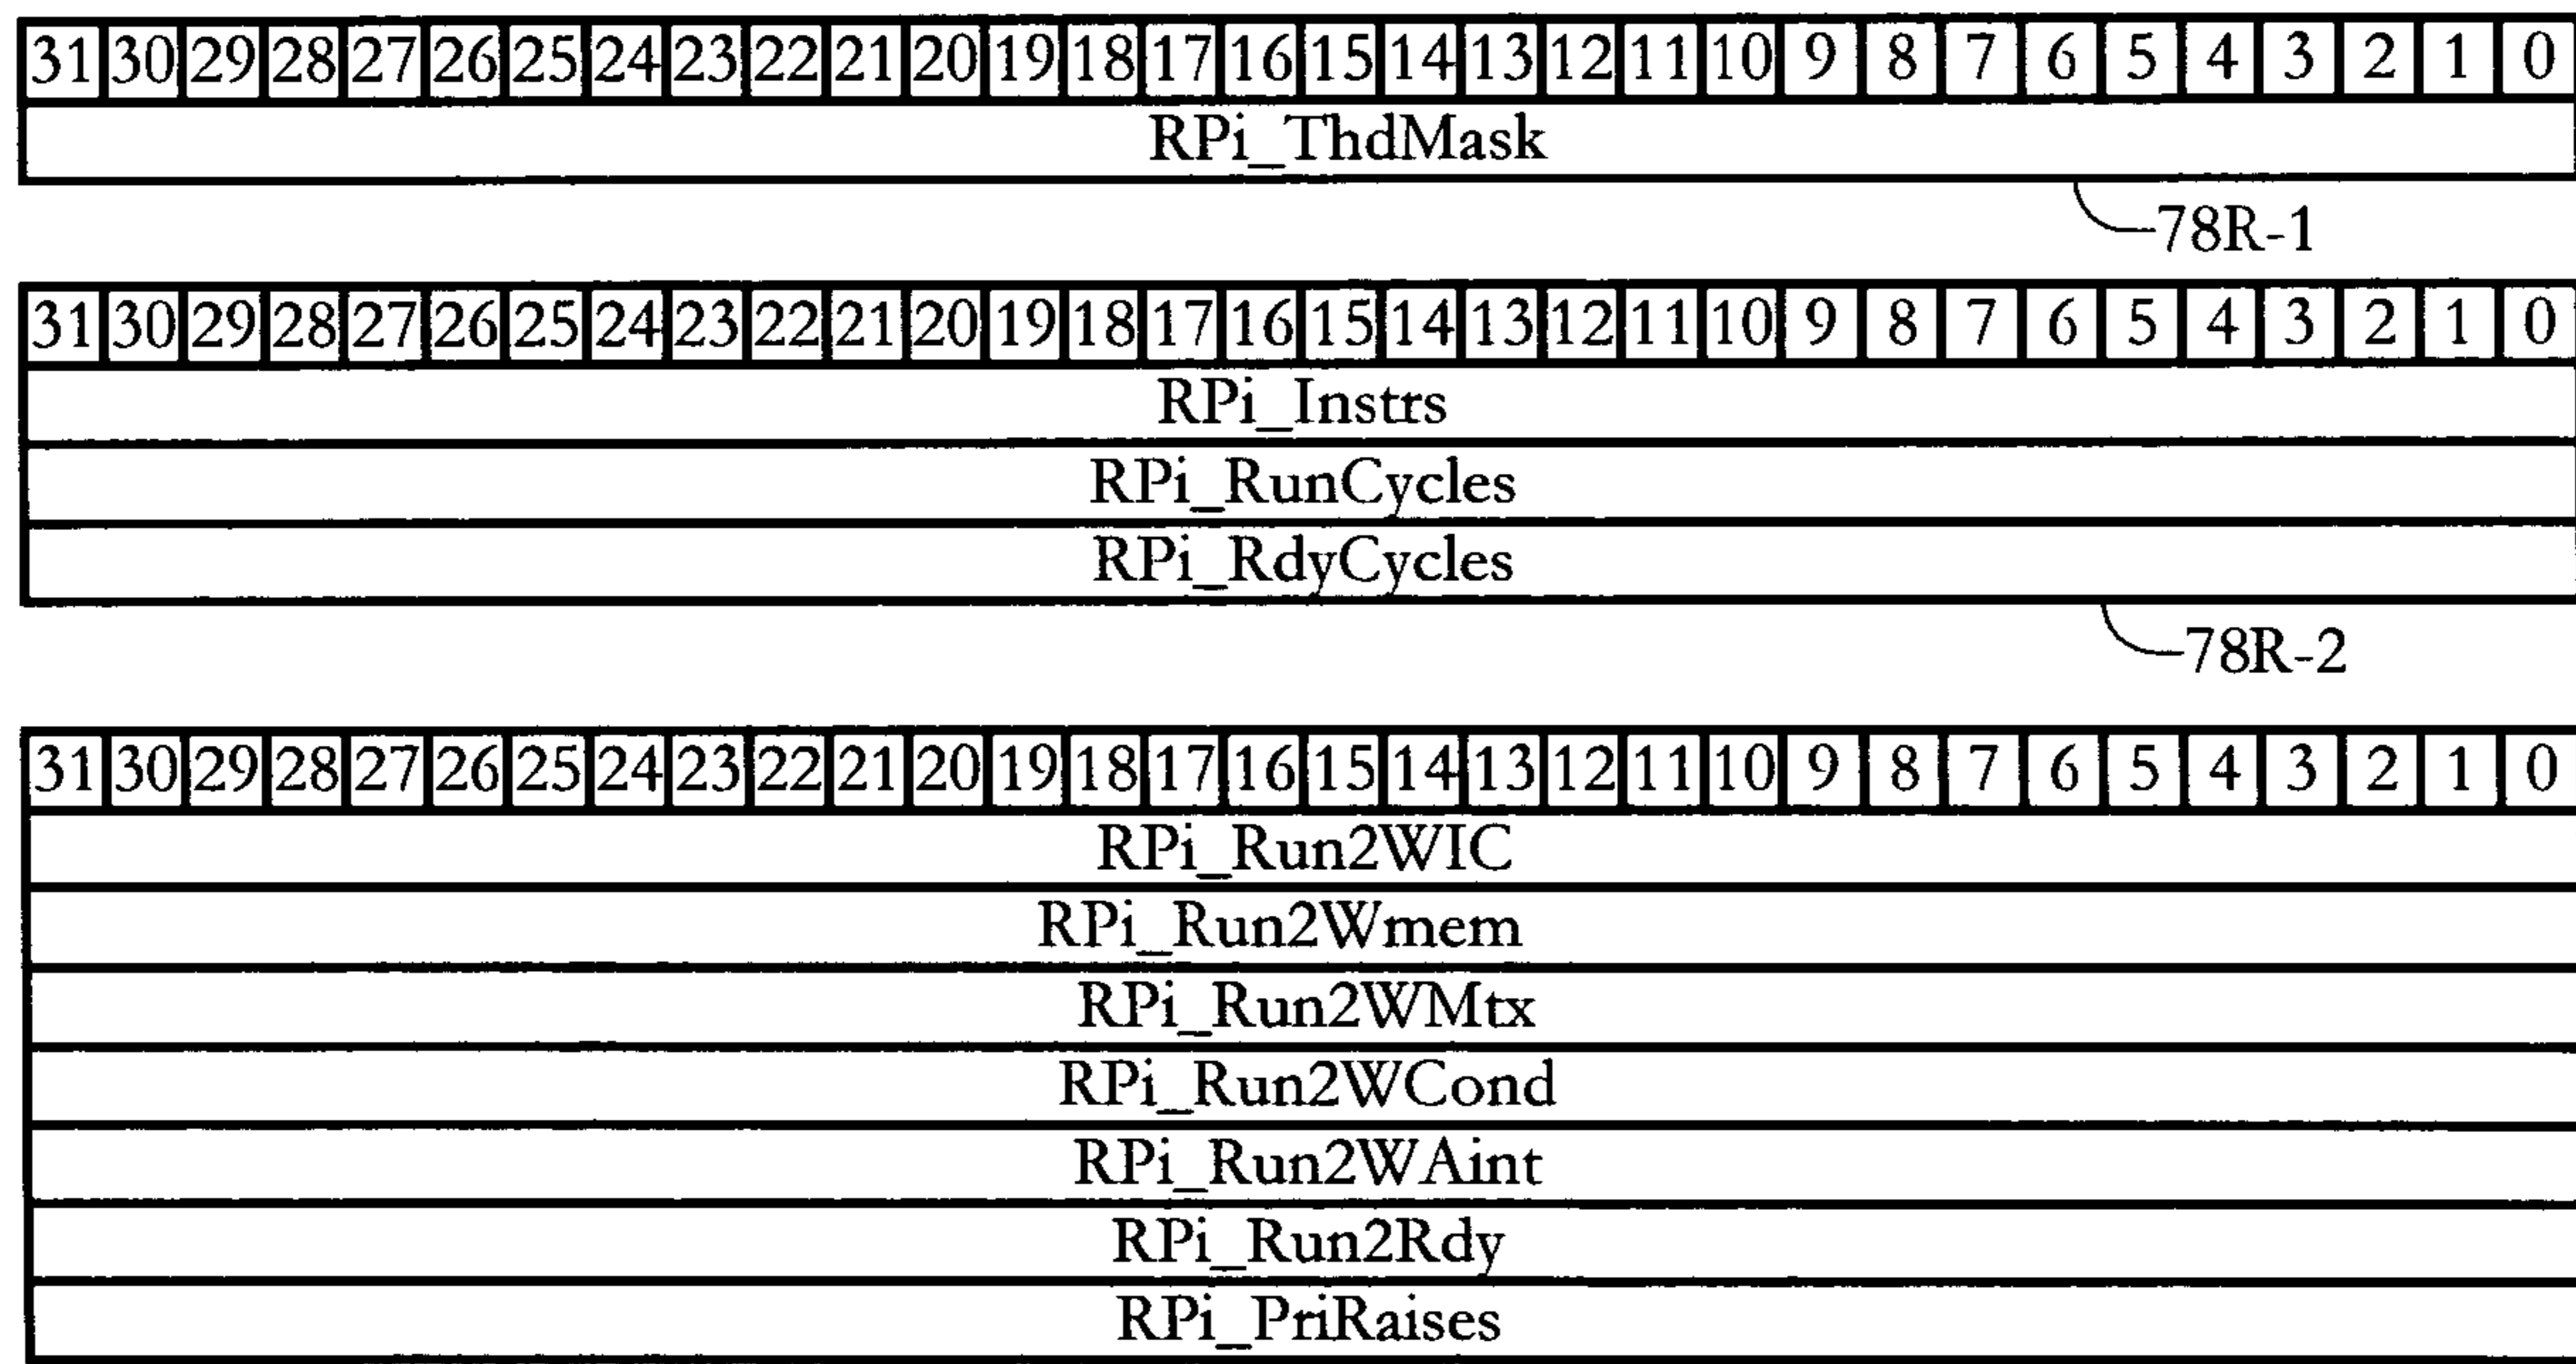 31 30 29 28 27 26 25 24 23 22 21 20 19 18 17 16 15 14 13 12 11 10 9 8 7 6 5 4 3 2 1 0
RPi_ThdMask
78R-1
31 30 29 28 27 26 25 24 23 22 21 20 19 18 17 16 15 14 13 12 11 10 9 8 7 6 5 4 3 2 1 0
RPi_Instrs
RPi_RunCycles
RPi_RdyCycles
78R-2
31 30 29 28 27 26 25 24 23 22 21 20 19 18 17 16 15 14 13 12 11 10 9 8 7 6 5 4 3 2 1 0
RPi_Run2WIC
RPi_Run2Wmem
RPi_Run2WMtx
RPi_Run2WCond
RPi_Run2WAint
RPi_Run2Rdy
RPi_PriRaises